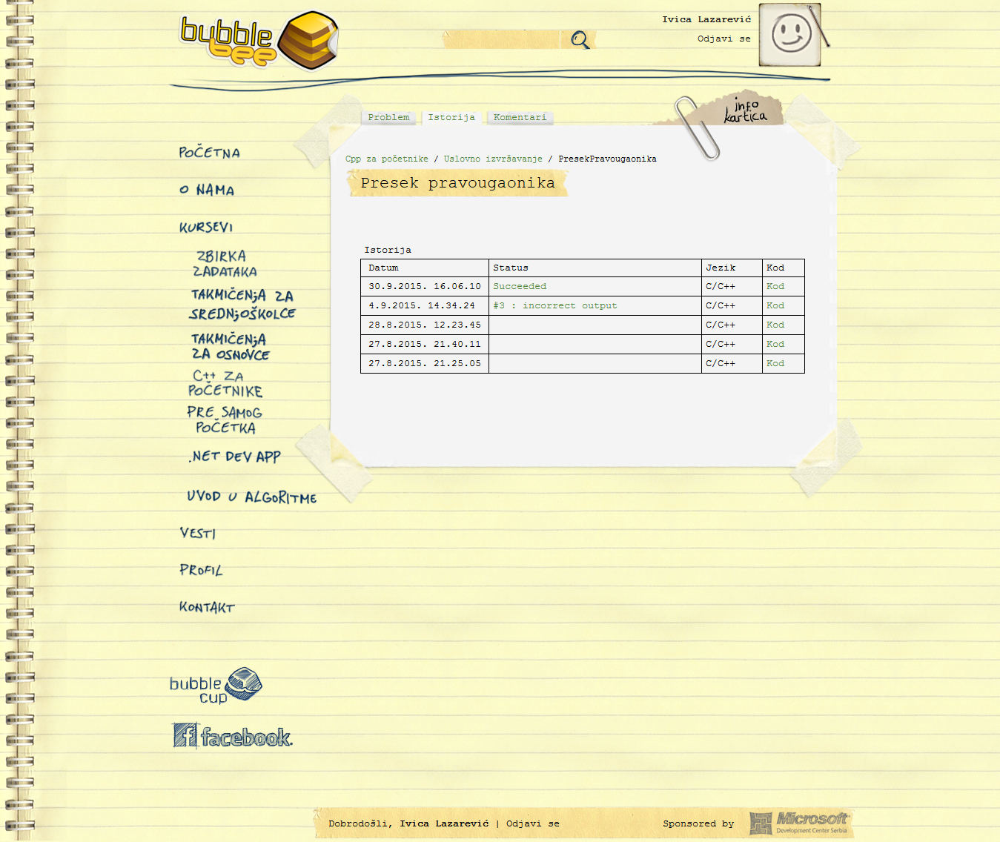 bubble
bee
Ivica Lazarević
Odjavi se
info
kartica
Problem
Istorija
Komentari
POČETNA
O NAMA
KURSEVI
ZBIRKA
ZADATAKA
TAKMIČENjA ZA
SREDNjOŠKOLCE
TAKMIČENjA
ZA OSNOVCE
C++ ZA
POČETNIKE
PRE SAMOG
POČETKA
.NET DEV APP
UVOD U ALGORITME
VESTI
PROFIL
KONTAKT
bubble
cup
facebook.
Cpp za početnike / Uslovno izvršavanje / PresekPravougaonika
Presek pravougaonika
Istorija
Datum Status Jezik Kod
30.9.2015. 16.06.10 Succeeded C/C++ Kod
4.9.2015. 14.34.24 #3 : incorrect output C/C++ Kod
28.8.2015. 12.23.45 C/C++ Kod
27.8.2015. 21.40.11 C/C++ Kod
27.8.2015. 21.25.05 C/C++ Kod
Dobrodošli, Ivica Lazarević | Odjavi se
Sponsored by
Microsoft
Development Center Serbia